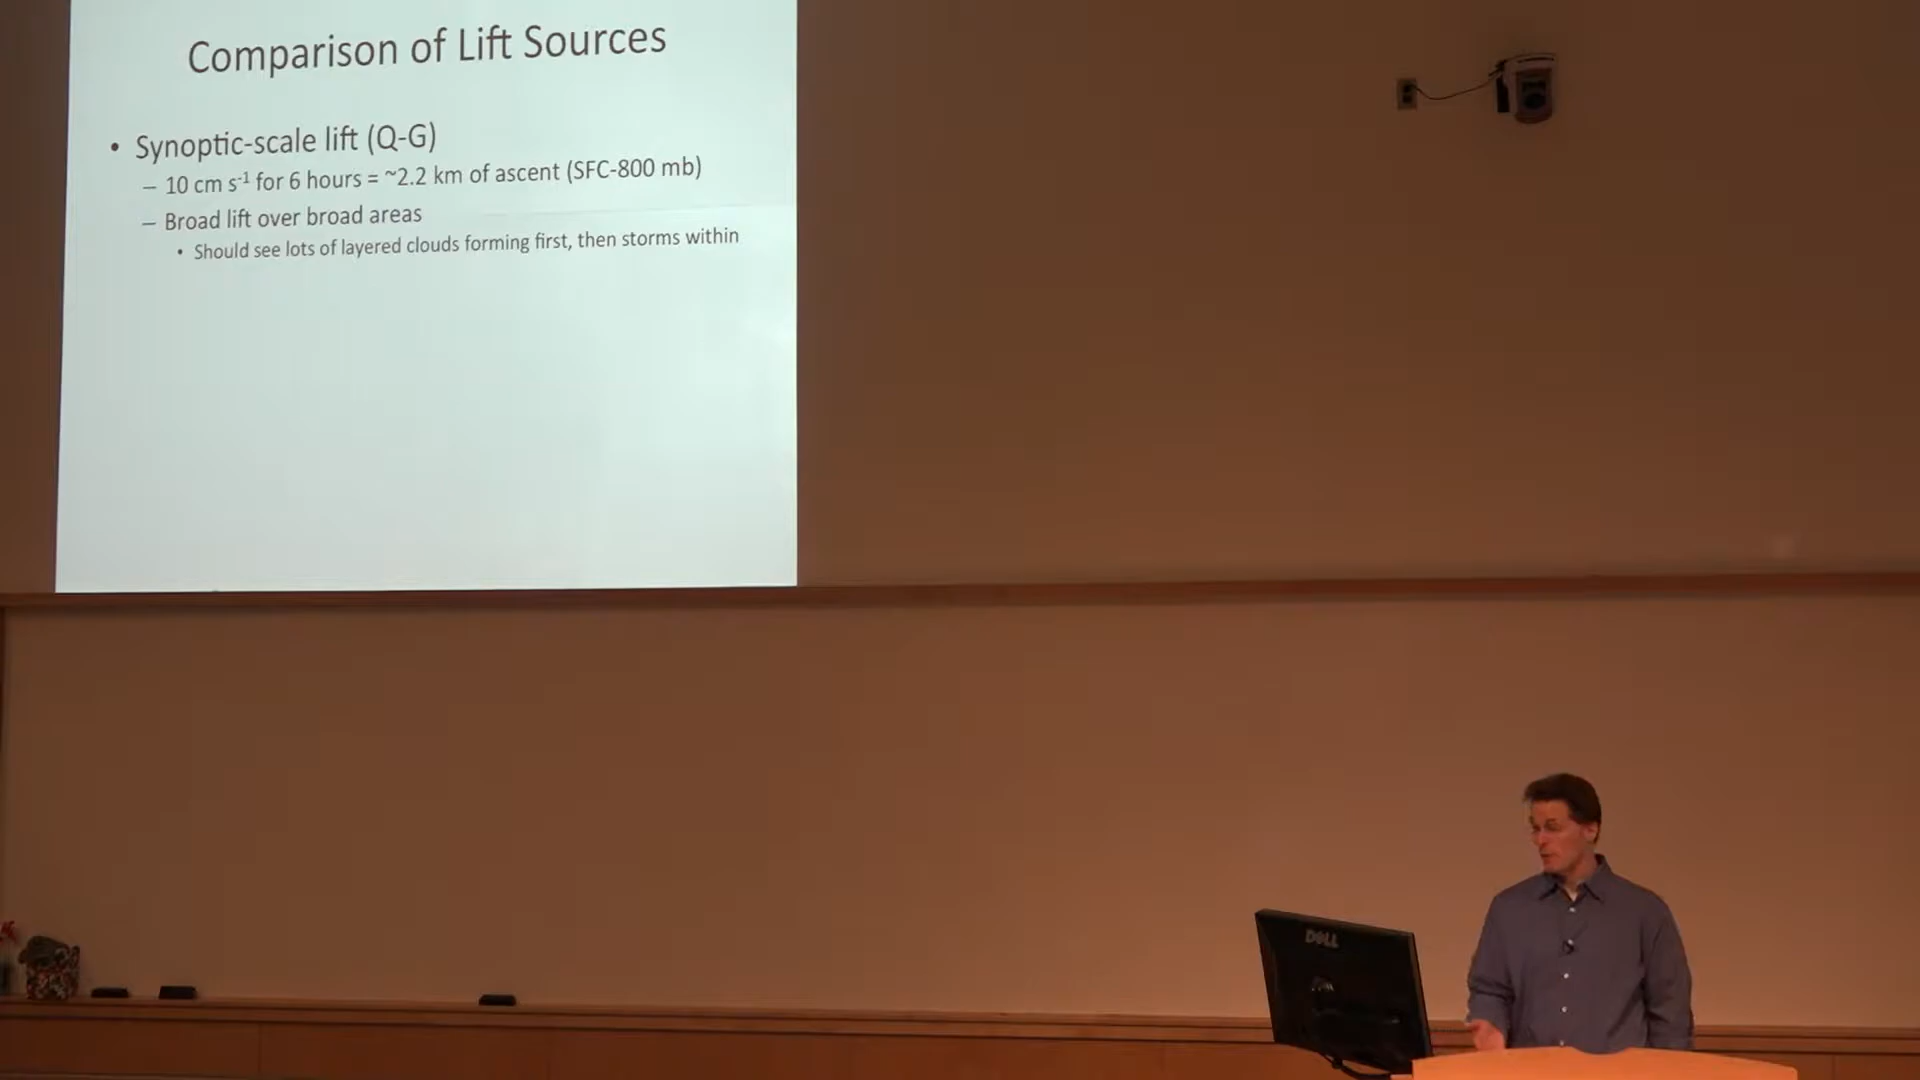 Comparison of Lift Sources
• Synoptic-scale lift (Q-G)
– 10 cm s⁻¹ for 6 hours = ~2.2 km of ascent (SFC-800 mb)
– Broad lift over broad areas
• Should see lots of layered clouds forming first, then storms within
DELL